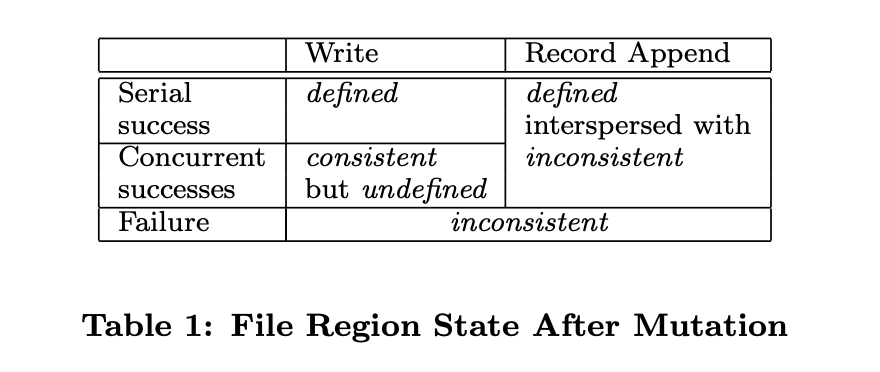 Write Record Append
Serial success
defined
defined interspersed with inconsistent
Concurrent successes
consistent but undefined
Failure
inconsistent
Table 1: File Region State After Mutation